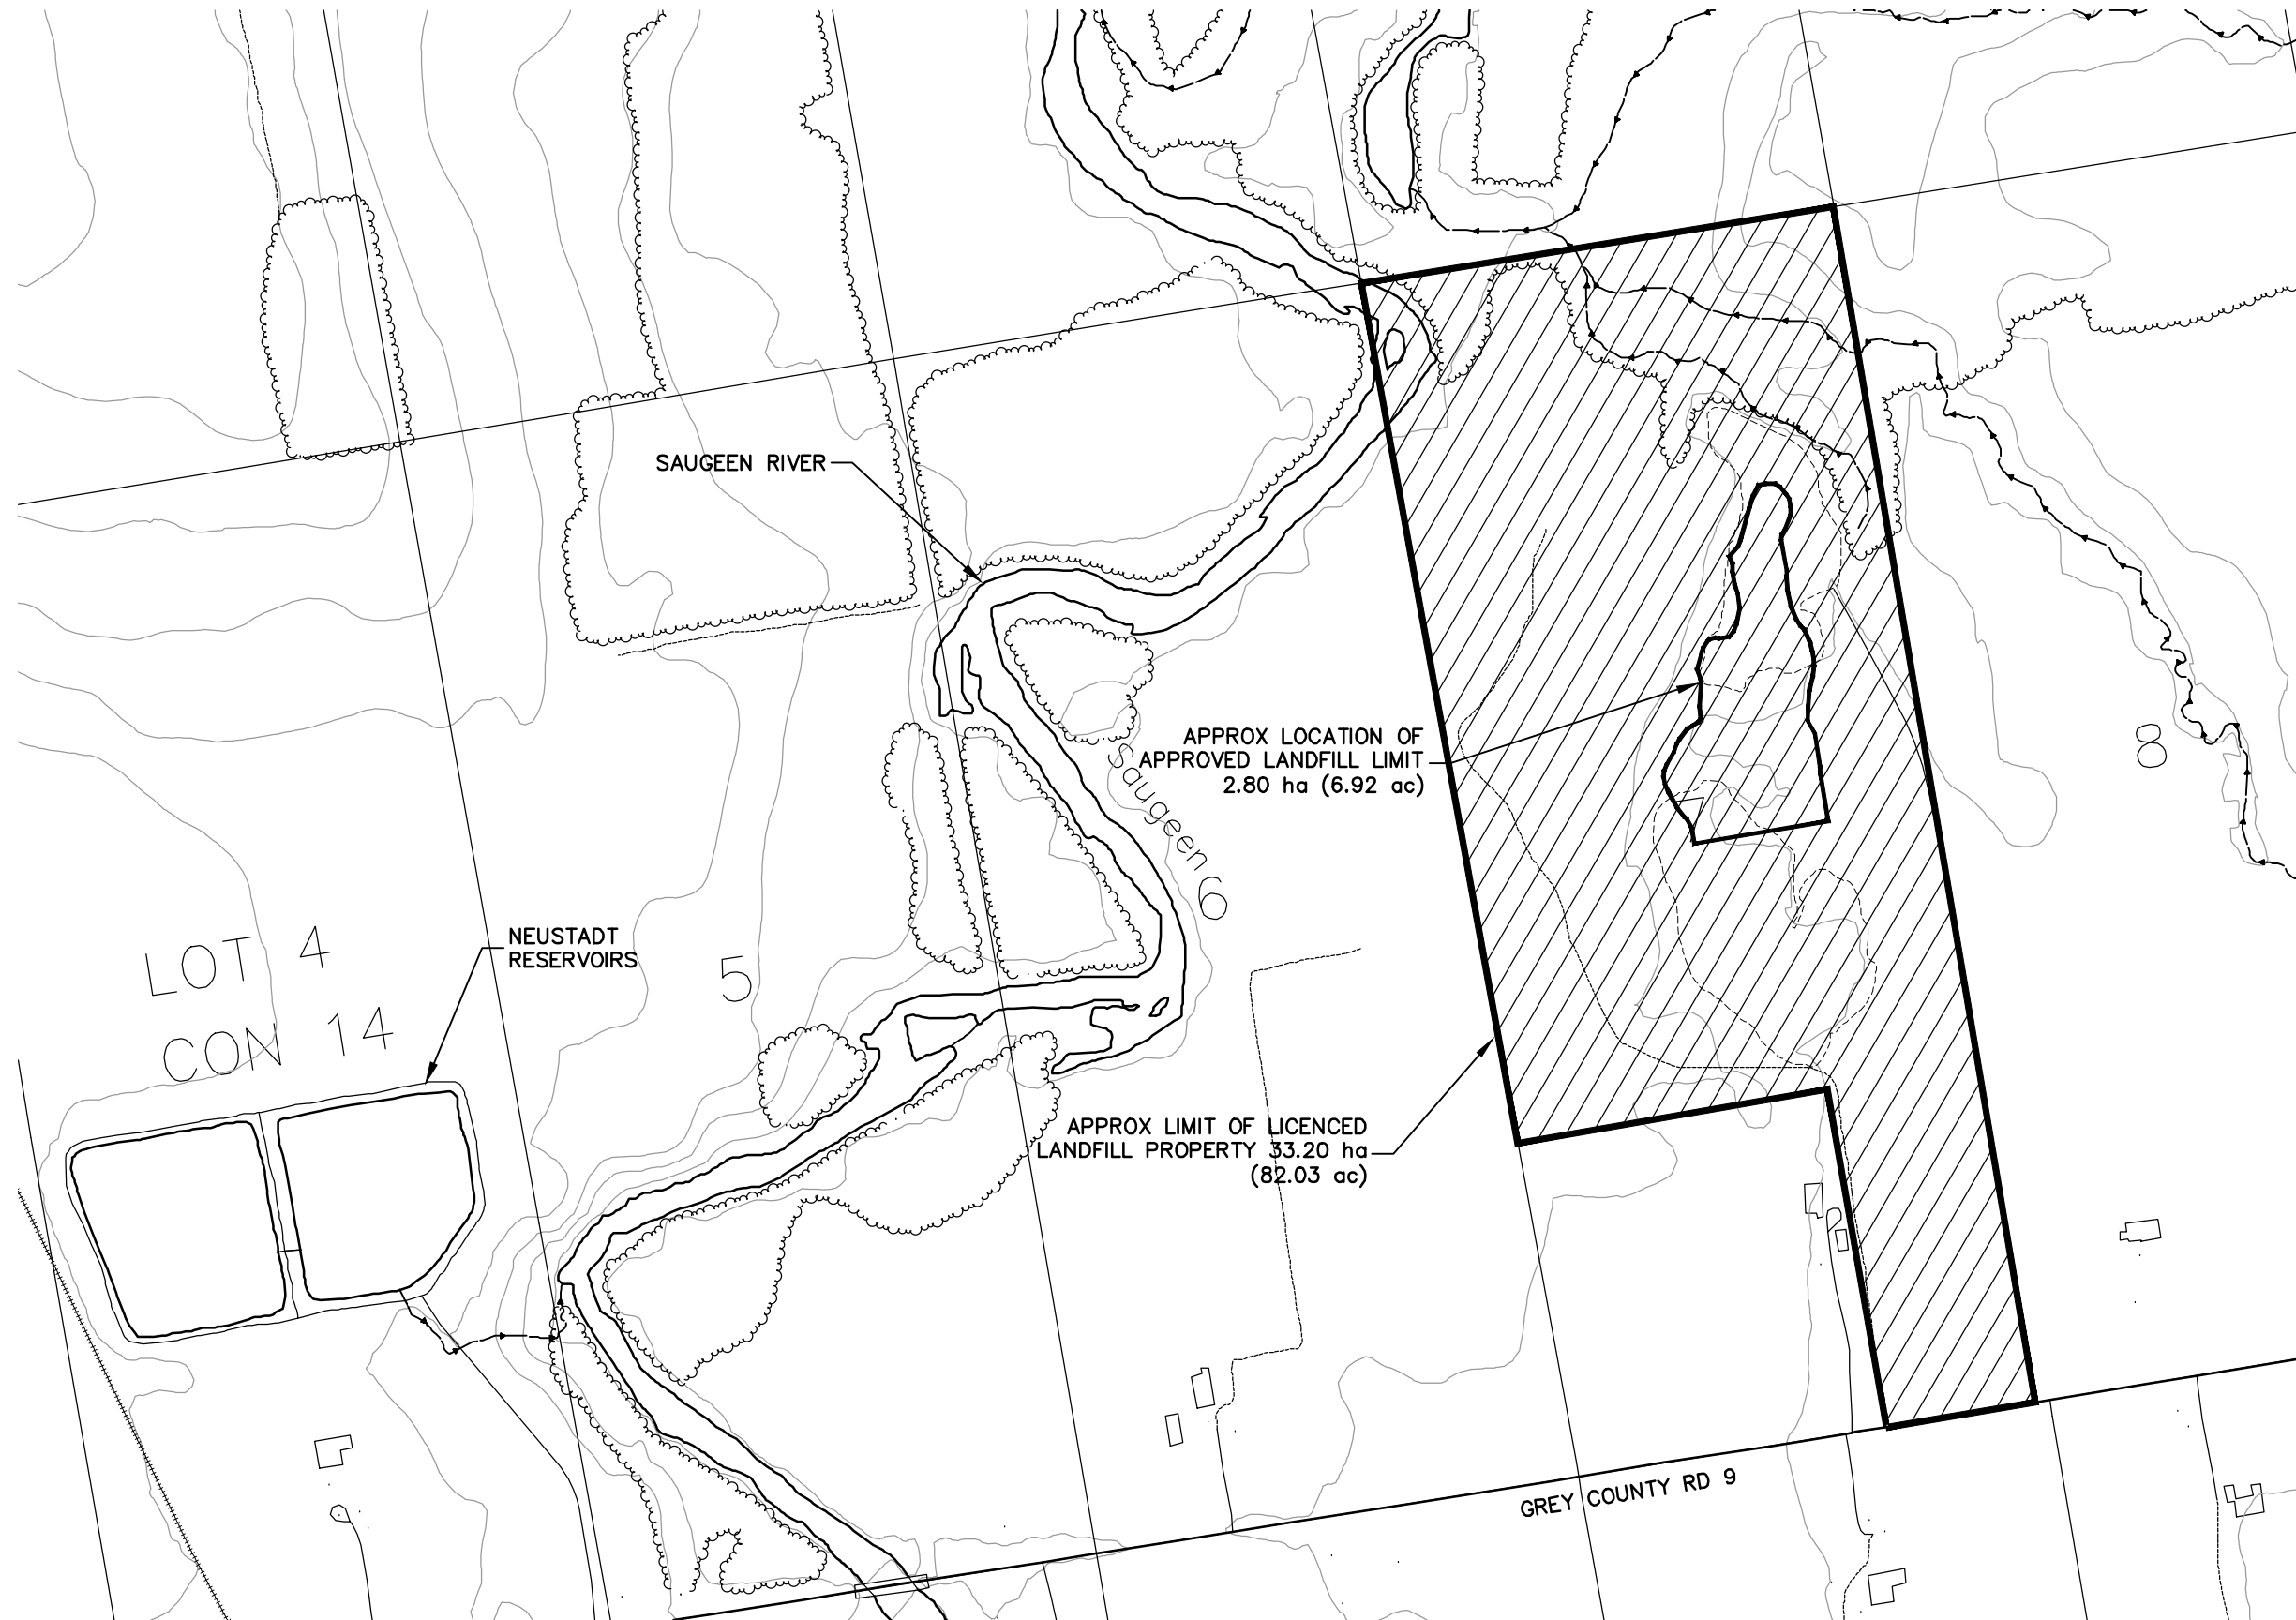 SAUGEEN RIVER
APPROX LOCATION OF
APPROVED LANDFILL LIMIT
2.80 ha (6.92 ac)
8
Saugeen
6
NEUSTADT
RESERVOIRS
LOT 4
CON 14
5
APPROX LIMIT OF LICENCED
LANDFILL PROPERTY 33.20 ha
(82.03 ac)
GREY COUNTY RD 9